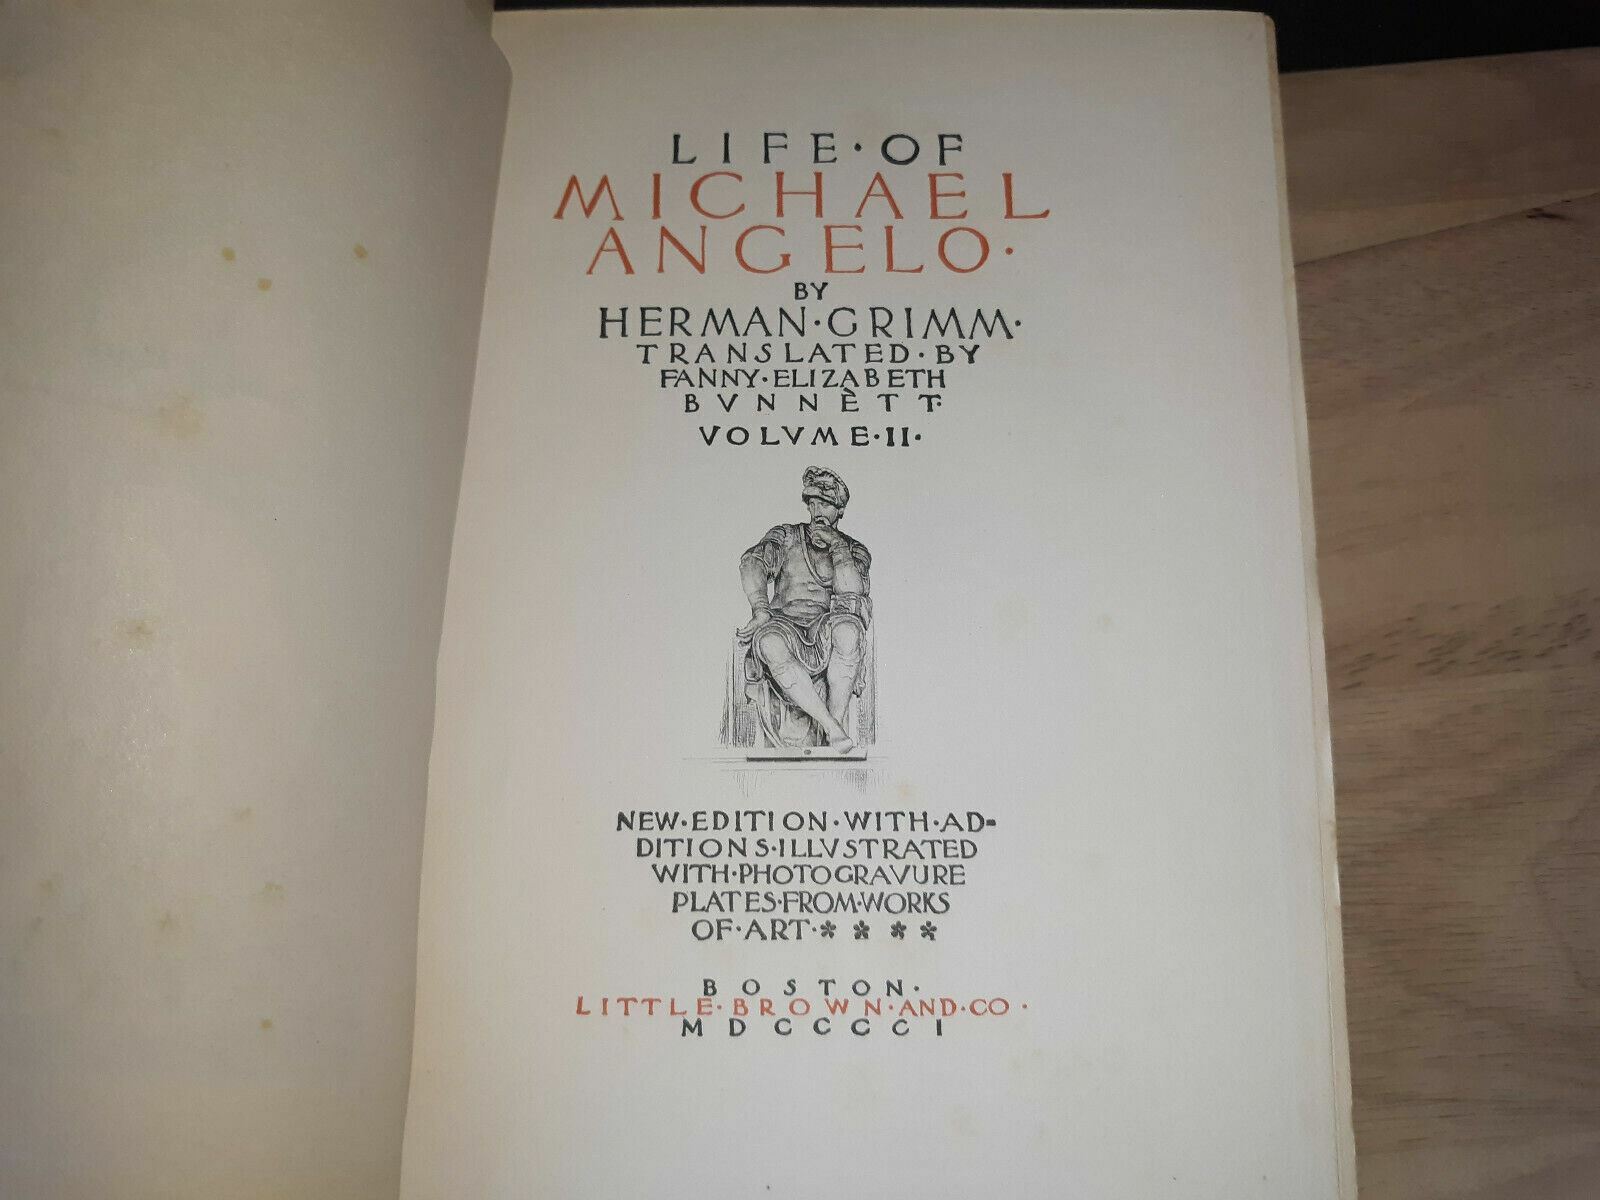 LIFE·OF
MICHAEL
ANGELO·
BY
HERMAN·GRIMM·
TRANSLATED·BY
FANNY·ELIZABETH
BVNNÈTT·
VOLVME·II·
NEW·EDITION·WITH·AD-
DITIONS·ILLVSTRATED
WITH·PHOTOGRAVURE
PLATES·FROM·WORKS
OF·ART·* * * *
BOSTON·
LITTLE·BROWN·AND·CO·
MDCCCCI